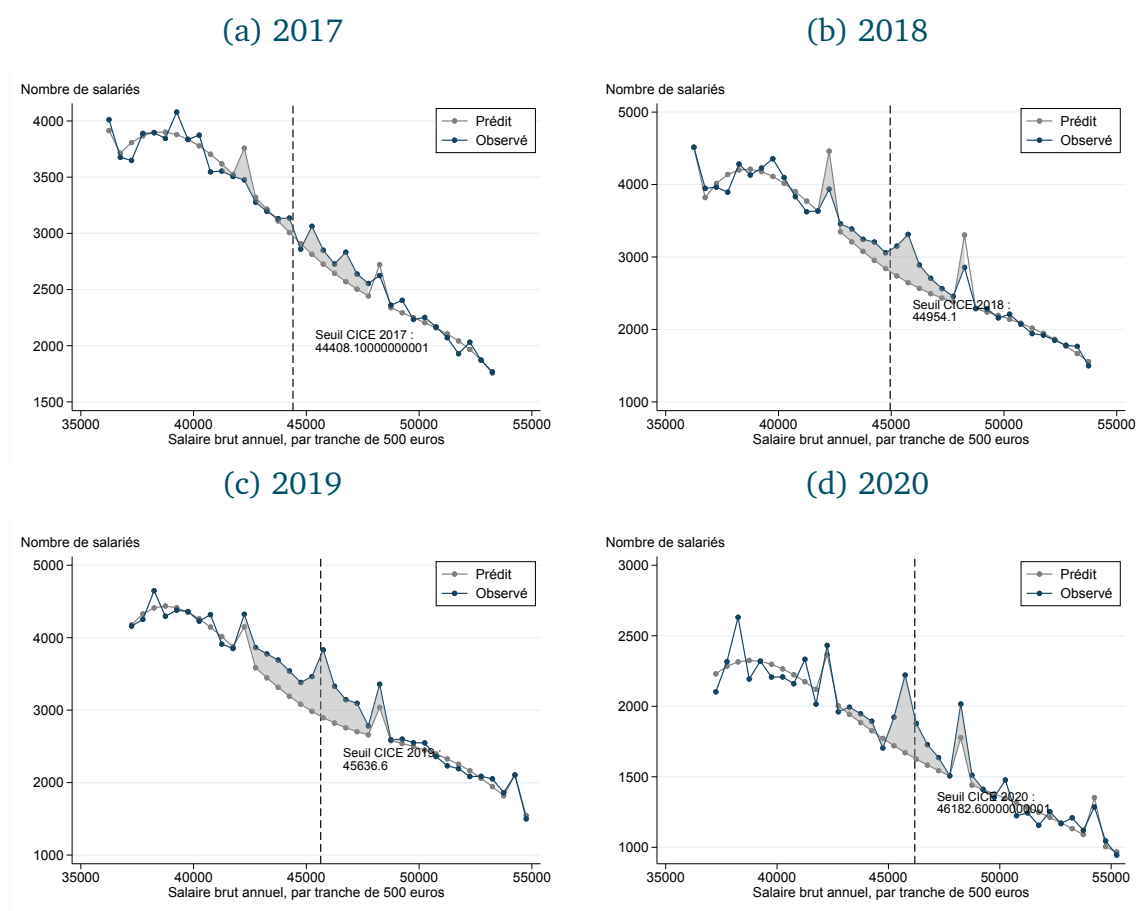 (a) 2017
Nombre de salariés
4000
3500
3000
2500
2000
1500
35000
40000
45000
50000
55000
Prédit
Observé
Seuil CICE 2017 :
44408.10000000001
Salaire brut annuel, par tranche de 500 euros
(b) 2018
Nombre de salariés
5000
4000
3000
2000
1000
35000
40000
45000
50000
55000
Prédit
Observé
Seuil CICE 2018 :
44954.1
Salaire brut annuel, par tranche de 500 euros
(c) 2019
Nombre de salariés
5000
4000
3000
2000
1000
35000
40000
45000
50000
55000
Prédit
Observé
Seuil CICE 2019 :
45636.6
Salaire brut annuel, par tranche de 500 euros
(d) 2020
Nombre de salariés
3000
2500
2000
1500
1000
35000
40000
45000
50000
55000
Prédit
Observé
Seuil CICE 2020 :
46182.60000000001
Salaire brut annuel, par tranche de 500 euros